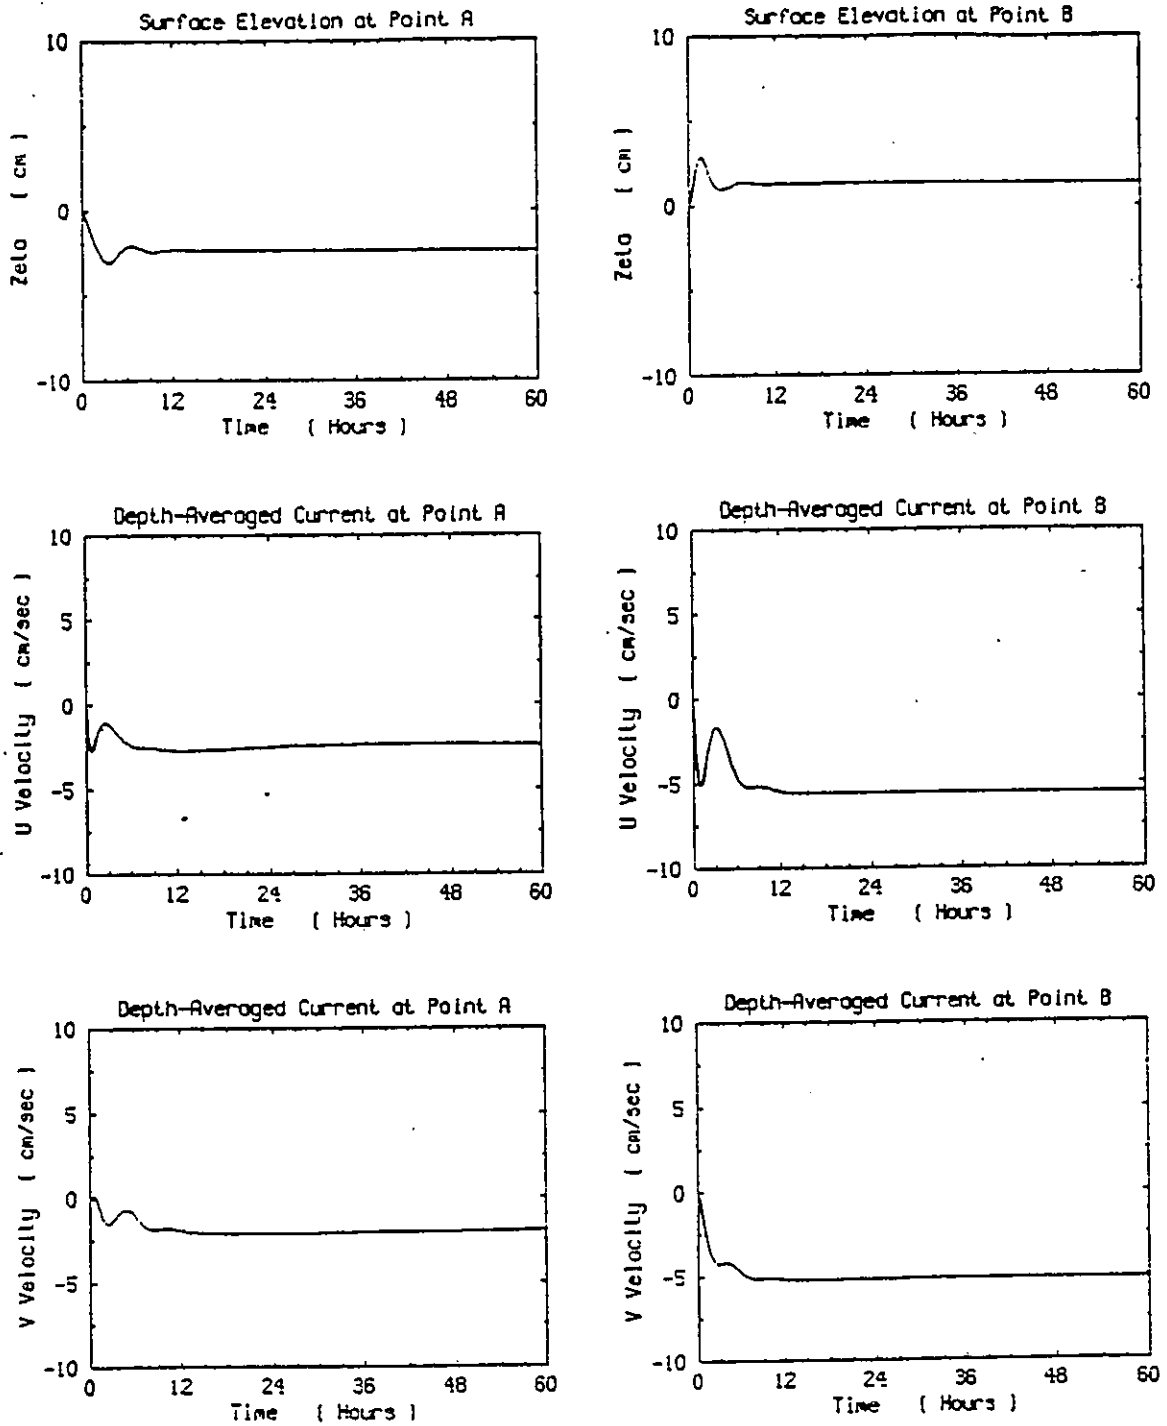 Surface Elevation at Point A
10
0
-10
Zeta ( cm )
0 12 24 36 48 60
Time ( Hours )
Surface Elevation at Point B
10
0
-10
Zeta ( cm )
0 12 24 36 48 60
Time ( Hours )
Depth-Averaged Current at Point A
10
5
0
-5
-10
U Velocity ( cm/sec )
0 12 24 36 48 60
Time ( Hours )
Depth-Averaged Current at Point B
10
5
0
-5
-10
U Velocity ( cm/sec )
0 12 24 36 48 60
Time ( Hours )
Depth-Averaged Current at Point A
10
5
0
-5
-10
V Velocity ( cm/sec )
0 12 24 36 48 60
Time ( Hours )
Depth-Averaged Current at Point B
10
5
0
-5
-10
V Velocity ( cm/sec )
0 12 24 36 48 60
Time ( Hours )